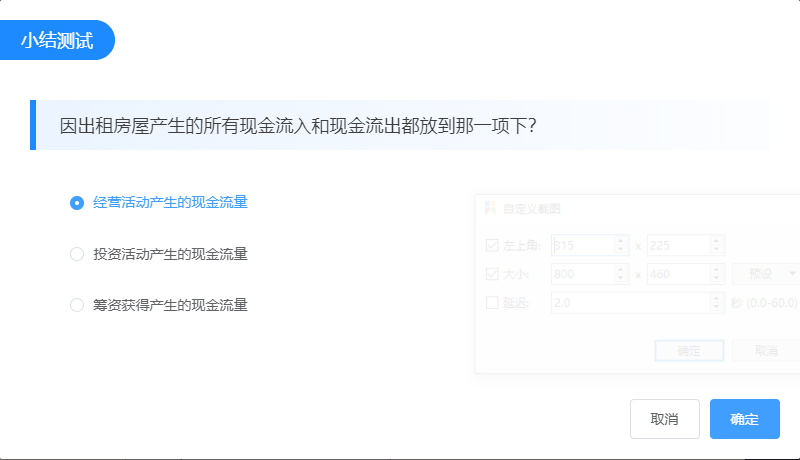 小结测试
因出租房屋产生的所有现金流入和现金流出都放到那一项下？
经营活动产生的现金流量
投资活动产生的现金流量
筹资获得产生的现金流量
自定义截图
左上角: 315 x 225
大小: 800 x 460 预设
延迟: 2.0 秒 (0.0-60.0)
确定 取消
取消 确定